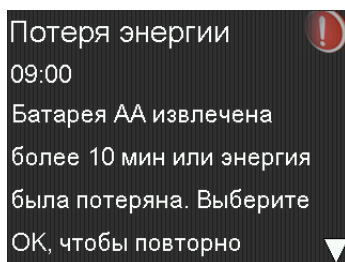 Потеря энергии
09:00
Батарея АА извлечена
более 10 мин или энергия
была потеряна. Выберите
ОК, чтобы повторно